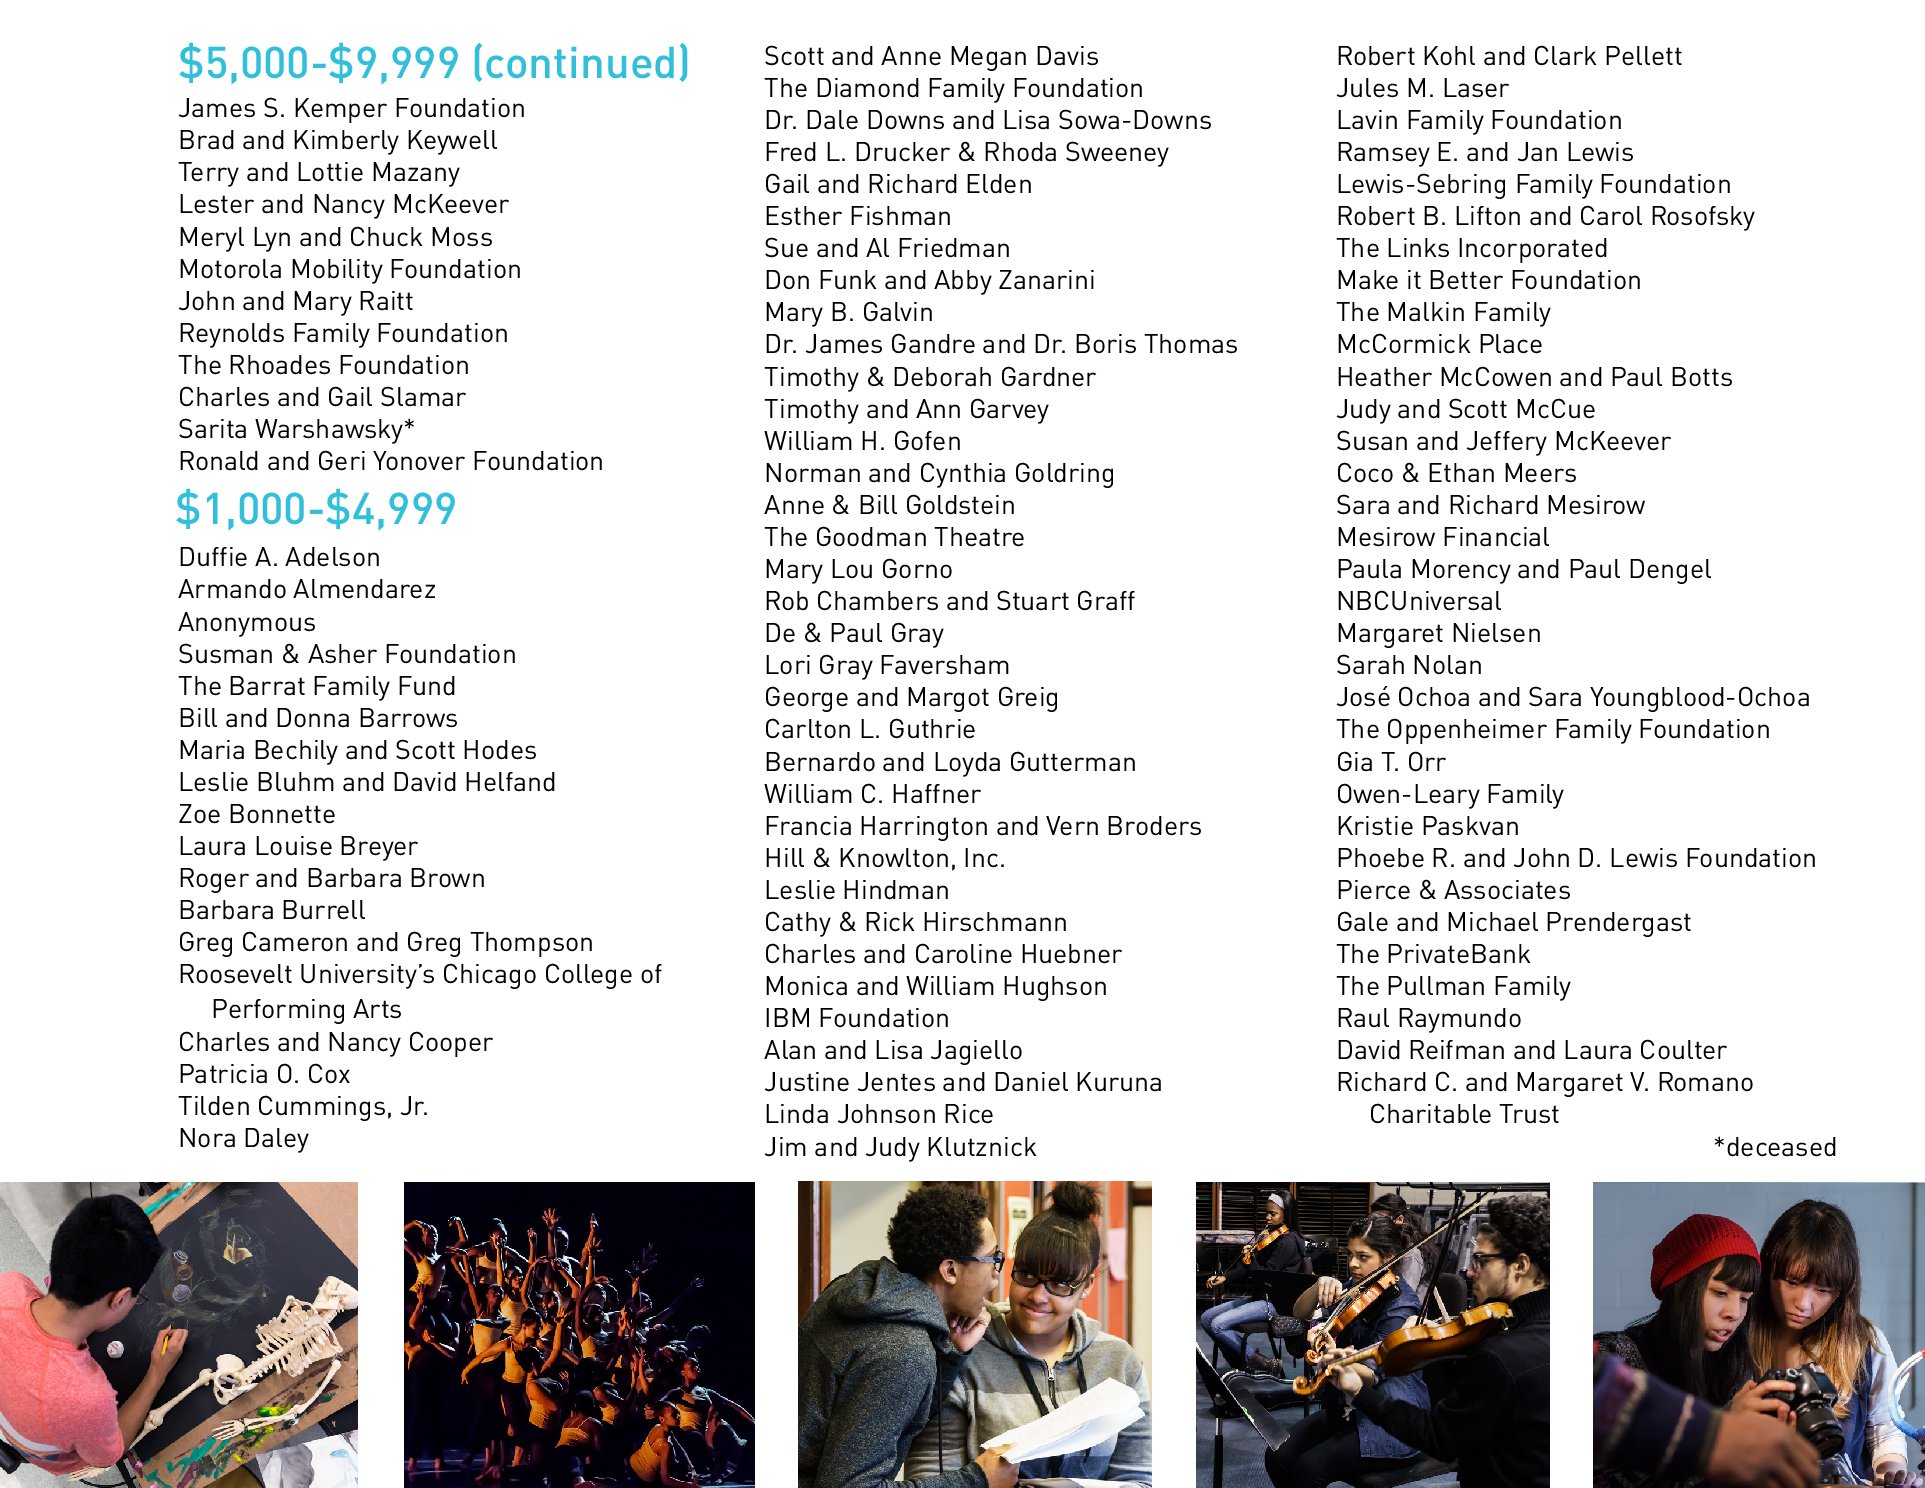 $5,000-$9,999 (continued)
James S. Kemper Foundation
Brad and Kimberly Keywell
Terry and Lottie Mazany
Lester and Nancy McKeever
Meryl Lyn and Chuck Moss
Motorola Mobility Foundation
John and Mary Raitt
Reynolds Family Foundation
The Rhoades Foundation
Charles and Gail Slamar
Sarita Warshawsky*
Ronald and Geri Yonover Foundation
$1,000-$4,999
Duffie A. Adelson
Armando Almendarez
Anonymous
Susman & Asher Foundation
The Barrat Family Fund
Bill and Donna Barrows
Maria Bechily and Scott Hodes
Leslie Bluhm and David Helfand
Zoe Bonnette
Laura Louise Breyer
Roger and Barbara Brown
Barbara Burrell
Greg Cameron and Greg Thompson
Roosevelt University’s Chicago College of
Performing Arts
Charles and Nancy Cooper
Patricia O. Cox
Tilden Cummings, Jr.
Nora Daley
Scott and Anne Megan Davis
The Diamond Family Foundation
Dr. Dale Downs and Lisa Sowa-Downs
Fred L. Drucker & Rhoda Sweeney
Gail and Richard Elden
Esther Fishman
Sue and Al Friedman
Don Funk and Abby Zanarini
Mary B. Galvin
Dr. James Gandre and Dr. Boris Thomas
Timothy & Deborah Gardner
Timothy and Ann Garvey
William H. Gofen
Norman and Cynthia Goldring
Anne & Bill Goldstein
The Goodman Theatre
Mary Lou Gorno
Rob Chambers and Stuart Graff
De & Paul Gray
Lori Gray Faversham
George and Margot Greig
Carlton L. Guthrie
Bernardo and Loyda Gutterman
William C. Haffner
Francia Harrington and Vern Broders
Hill & Knowlton, Inc.
Leslie Hindman
Cathy & Rick Hirschmann
Charles and Caroline Huebner
Monica and William Hughson
IBM Foundation
Alan and Lisa Jagiello
Justine Jentes and Daniel Kuruna
Linda Johnson Rice
Jim and Judy Klutznick
Robert Kohl and Clark Pellett
Jules M. Laser
Lavin Family Foundation
Ramsey E. and Jan Lewis
Lewis-Sebring Family Foundation
Robert B. Lifton and Carol Rosofsky
The Links Incorporated
Make it Better Foundation
The Malkin Family
McCormick Place
Heather McCowen and Paul Botts
Judy and Scott McCue
Susan and Jeffery McKeever
Coco & Ethan Meers
Sara and Richard Mesirow
Mesirow Financial
Paula Morency and Paul Dengel
NBCUniversal
Margaret Nielsen
Sarah Nolan
José Ochoa and Sara Youngblood-Ochoa
The Oppenheimer Family Foundation
Gia T. Orr
Owen-Leary Family
Kristie Paskvan
Phoebe R. and John D. Lewis Foundation
Pierce & Associates
Gale and Michael Prendergast
The PrivateBank
The Pullman Family
Raul Raymundo
David Reifman and Laura Coulter
Richard C. and Margaret V. Romano
Charitable Trust
*deceased